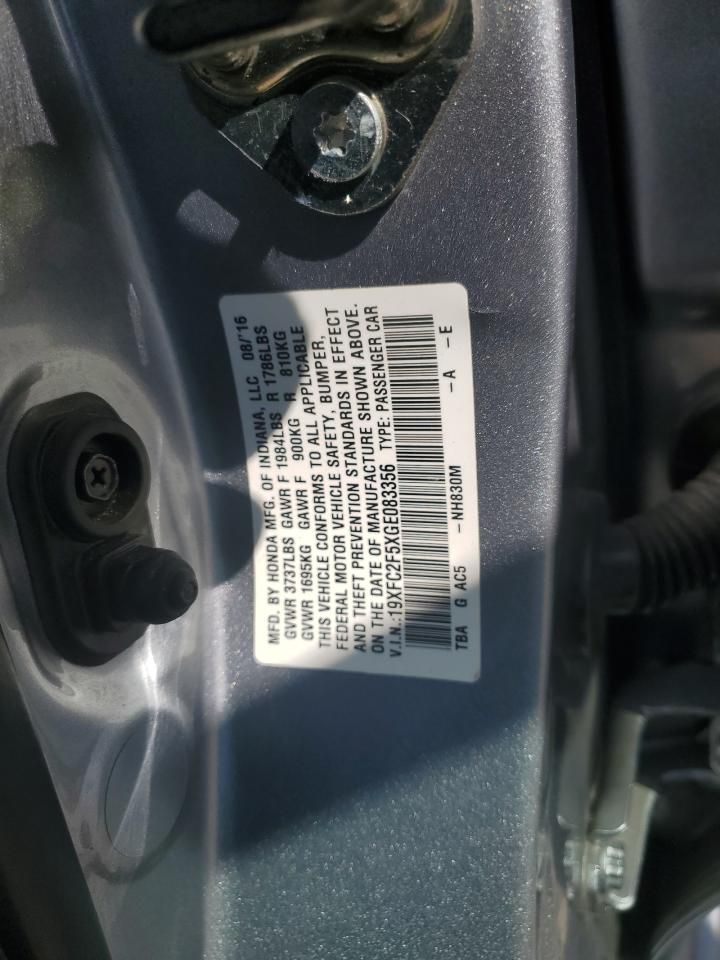 MFD. BY HONDA MFG. OF INDIANA, LLC 08/'16
GVWR 3737LBS GAWR F 1984LBS R 1786LBS
GVWR 1695KG GAWR F 900KG R 810KG
THIS VEHICLE CONFORMS TO ALL APPLICABLE
FEDERAL MOTOR VEHICLE SAFETY, BUMPER,
AND THEFT PREVENTION STANDARDS IN EFFECT
ON THE DATE OF MANUFACTURE SHOWN ABOVE.
V.I.N.:19XFC2F5XGE083356 TYPE: PASSENGER CAR
TBA G AC5 - NH830M - A - E